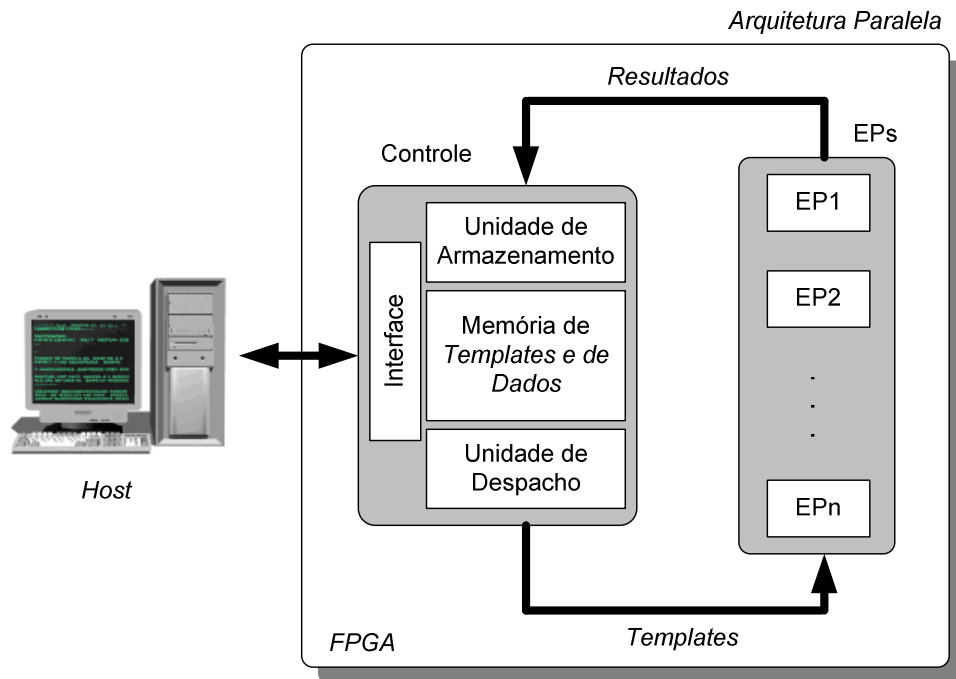 Arquitetura Paralela
Resultados
EPs
Controle
EP1
Unidade de
Armazenamento
EP2
Interface
Memória de
Templates e de
Dados
.
.
.
Unidade de
Despacho
Host
EPn
FPGA
Templates